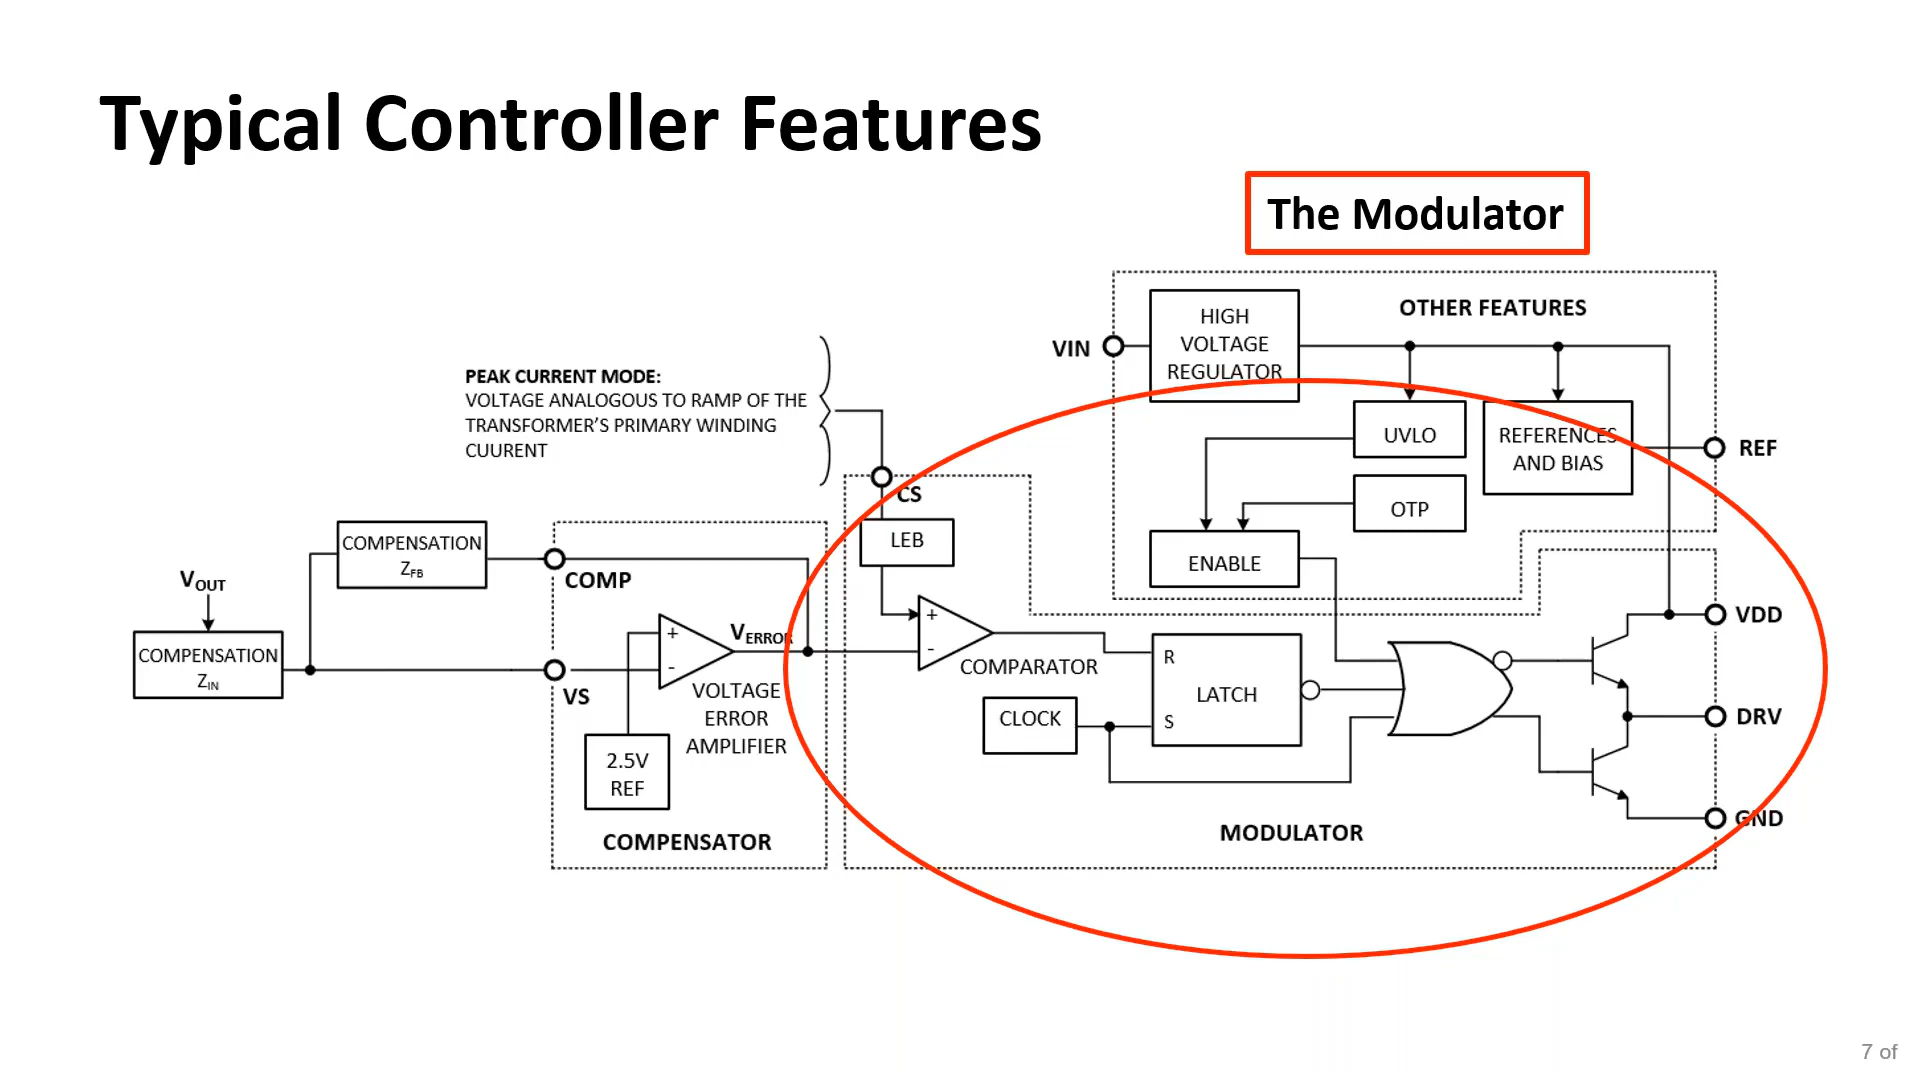 Typical Controller Features
The Modulator
OTHER FEATURES
HIGH
VOLTAGE
REGULATOR
VIN
PEAK CURRENT MODE:
VOLTAGE ANALOGOUS TO RAMP OF THE
TRANSFORMER'S PRIMARY WINDING
CUURENT
UVLO
REFERENCES
AND BIAS
REF
CS
OTP
LEB
ENABLE
COMPENSATION
ZFB
COMP
VOUT
VDD
VERROR
+
-
+
-
COMPENSATION
ZIN
VS
COMPARATOR
R
LATCH
S
VOLTAGE
ERROR
AMPLIFIER
CLOCK
DRV
2.5V
REF
GND
COMPENSATOR
MODULATOR
7 of